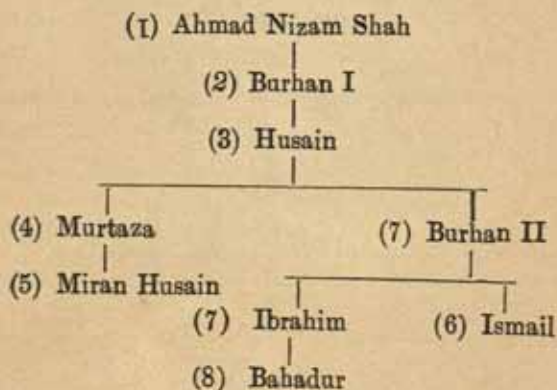 (1) Ahmad Nizam Shah
(2) Burhan I
(3) Husain
(4) Murtaza (7) Burhan II
(5) Miran Husain
(7) Ibrahim (6) Ismail
(8) Bahadur